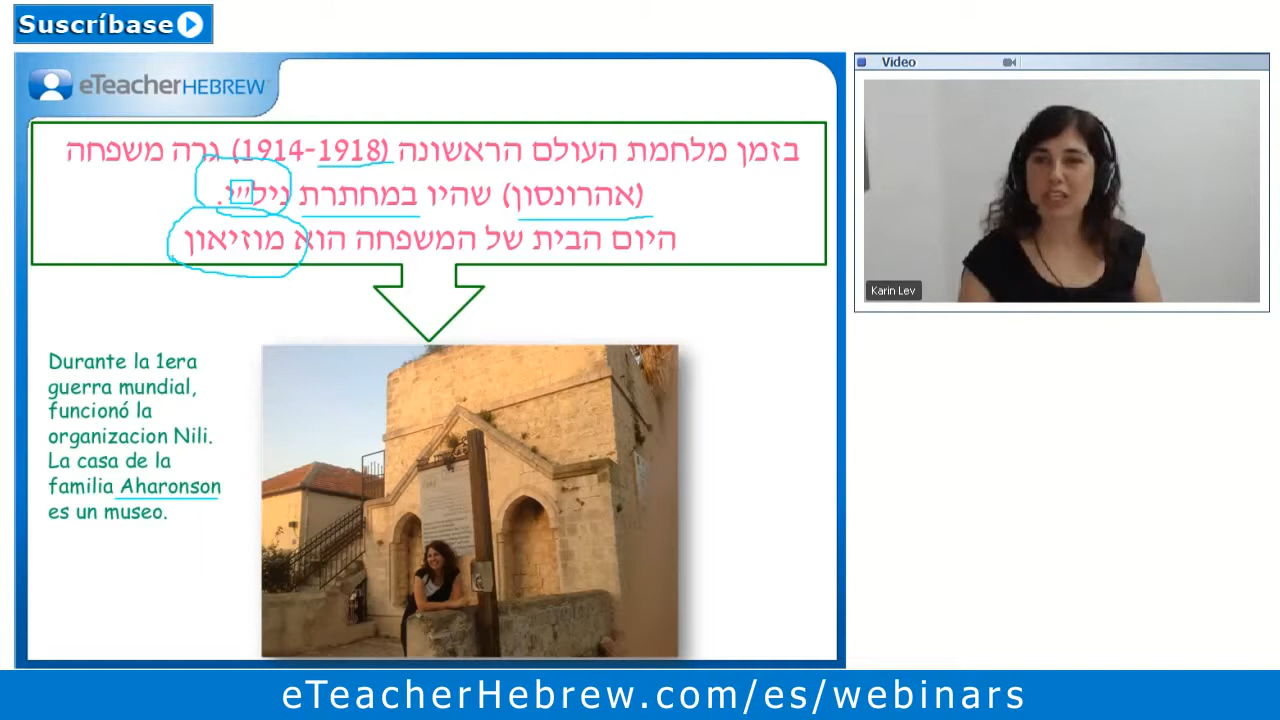 Suscríbase
eTeacherHEBREW
Video
בזמן מלחמת העולם הראשונה (1914-1918) גרה משפחה
(אהרונסון) שהיו במחתרת ניל״י.
היום הבית של המשפחה הוא מוזיאון
Karin Lev
Durante la 1era
guerra mundial,
funcionó la
organizacion Nili.
La casa de la
familia Aharonson
es un museo.
eTeacherHebrew.com/es/webinars